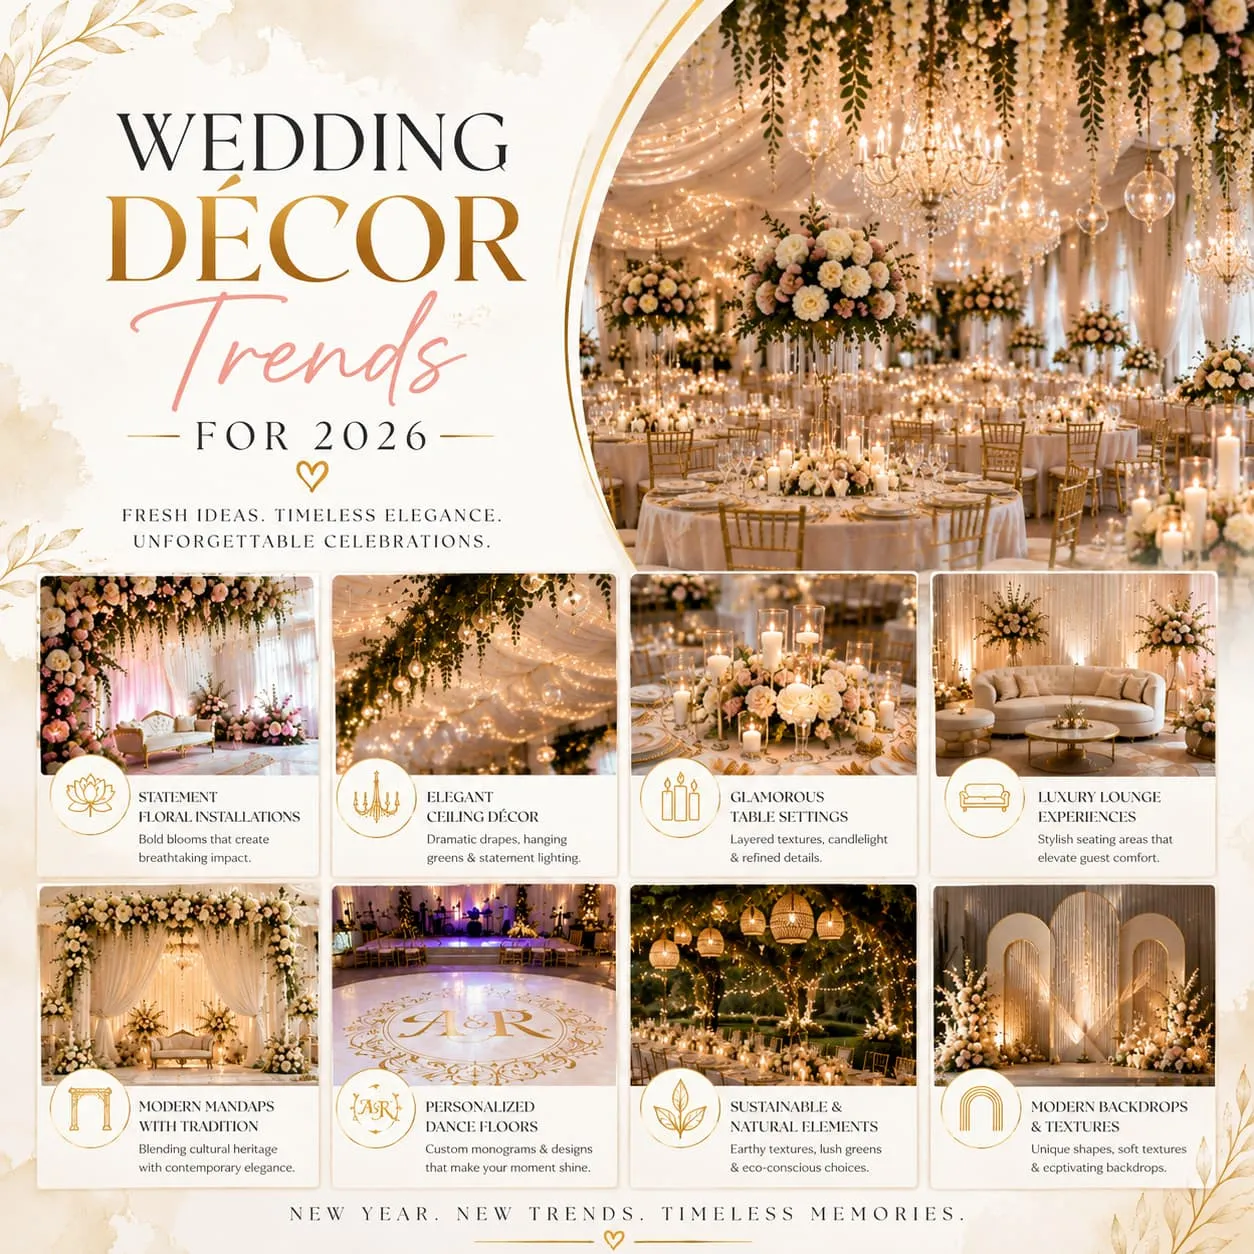 WEDDING
DÉCOR
Trends
FOR 2026
FRESH IDEAS. TIMELESS ELEGANCE.
UNFORGETTABLE CELEBRATIONS.
STATEMENT
FLORAL INSTALLATIONS
Bold blooms that create
breathtaking impact.
ELEGANT
CEILING DÉCOR
Dramatic drapes, hanging
greens & statement lighting.
GLAMOROUS
TABLE SETTINGS
Layered textures, candlelight
& refined details.
LUXURY LOUNGE
EXPERIENCES
Stylish seating areas that
elevate guest comfort.
A&R
MODERN MANDAPS
WITH TRADITION
Blending cultural heritage
with contemporary elegance.
A&R
PERSONALIZED
DANCE FLOORS
Custom monograms & designs
that make your moment shine.
SUSTAINABLE &
NATURAL ELEMENTS
Earthy textures, lush greens
& eco-conscious choices.
MODERN BACKDROPS
& TEXTURES
Unique shapes, soft textures
& ecptivating backdrops.
NEW YEAR. NEW TRENDS. TIMELESS MEMORIES.